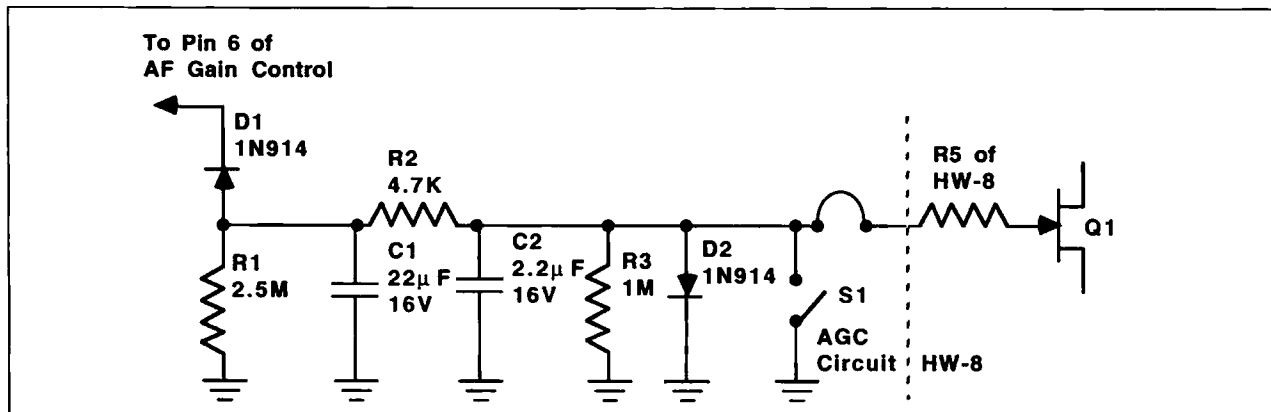 To Pin 6 of
AF Gain Control
D1
1N914
R2
4.7K
R5 of
HW-8
R1
2.5M
C1
22μF
16V
C2
2.2μF
16V
R3
1M
D2
1N914
S1
AGC
Circuit
HW-8
Q1